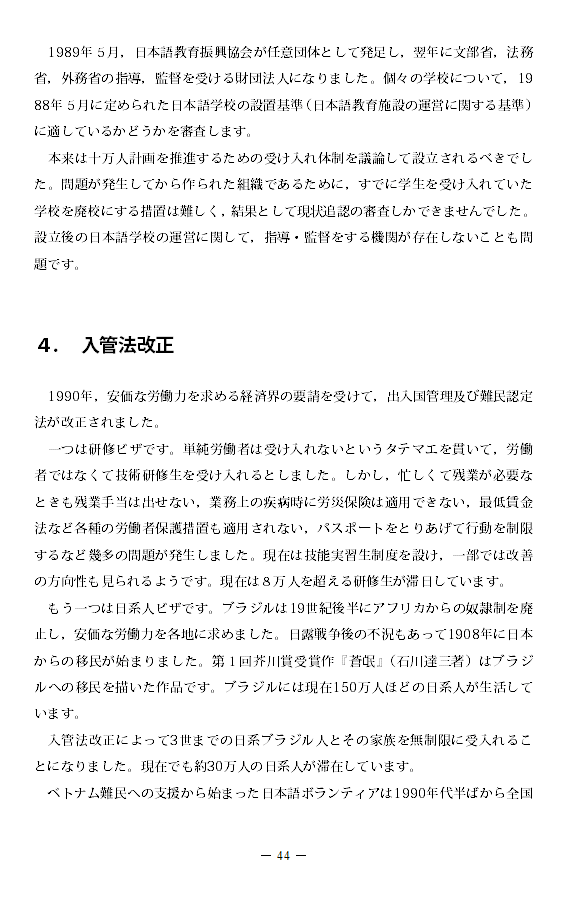 1989年５月，日本語教育振興協会が任意団体として発足し，翌年に文部省，法務
省，外務省の指導，監督を受ける財団法人になりました。個々の学校について，19
88年５月に定められた日本語学校の設置基準（日本語教育施設の運営に関する基準）
に適しているかどうかを審査します。
本来は十万人計画を推進するための受け入れ体制を議論して設立されるべきでし
た。問題が発生してから作られた組織であるために，すでに学生を受け入れていた
学校を廃校にする措置は難しく，結果として現状追認の審査しかできませんでした。
設立後の日本語学校の運営に関して，指導・監督をする機関が存在しないことも問
題です。
４．　入管法改正
1990年，安価な労働力を求める経済界の要請を受けて，出入国管理及び難民認定
法が改正されました。
一つは研修ビザです。単純労働者は受け入れないというタテマエを貫いて，労働
者ではなくて技術研修生を受け入れるとしました。しかし，忙しくて残業が必要な
ときも残業手当は出せない，業務上の疾病時に労災保険は適用できない，最低賃金
法など各種の労働者保護措置も適用されない，パスポートをとりあげて行動を制限
するなど幾多の問題が発生しました。現在は技能実習生制度を設け，一部では改善
の方向性も見られるようです。現在は８万人を超える研修生が滞日しています。
もう一つは日系人ビザです。ブラジルは19世紀後半にアフリカからの奴隷制を廃
止し，安価な労働力を各地に求めました。日露戦争後の不況もあって1908年に日本
からの移民が始まりました。第１回芥川賞受賞作『蒼氓』（石川達三著）はブラジ
ルへの移民を描いた作品です。ブラジルには現在150万人ほどの日系人が生活して
います。
入管法改正によって3世までの日系ブラジル人とその家族を無制限に受入れるこ
とになりました。現在でも約30万人の日系人が滞在しています。
ベトナム難民への支援から始まった日本語ボランティアは1990年代半ばから全国
― 44 ―